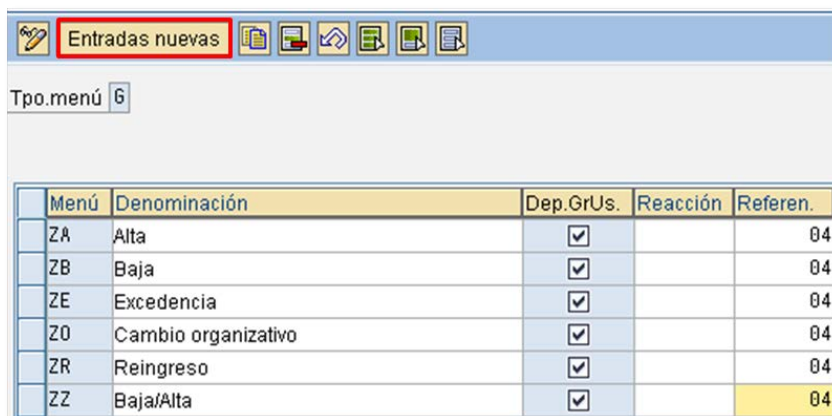 Entradas nuevas
Tpo.menú G
Menú Denominación Dep.GrUs. Reacción Referen.
ZA Alta 04
ZB Baja 04
ZE Excedencia 04
ZO Cambio organizativo 04
ZR Reingreso 04
ZZ Baja/Alta 04